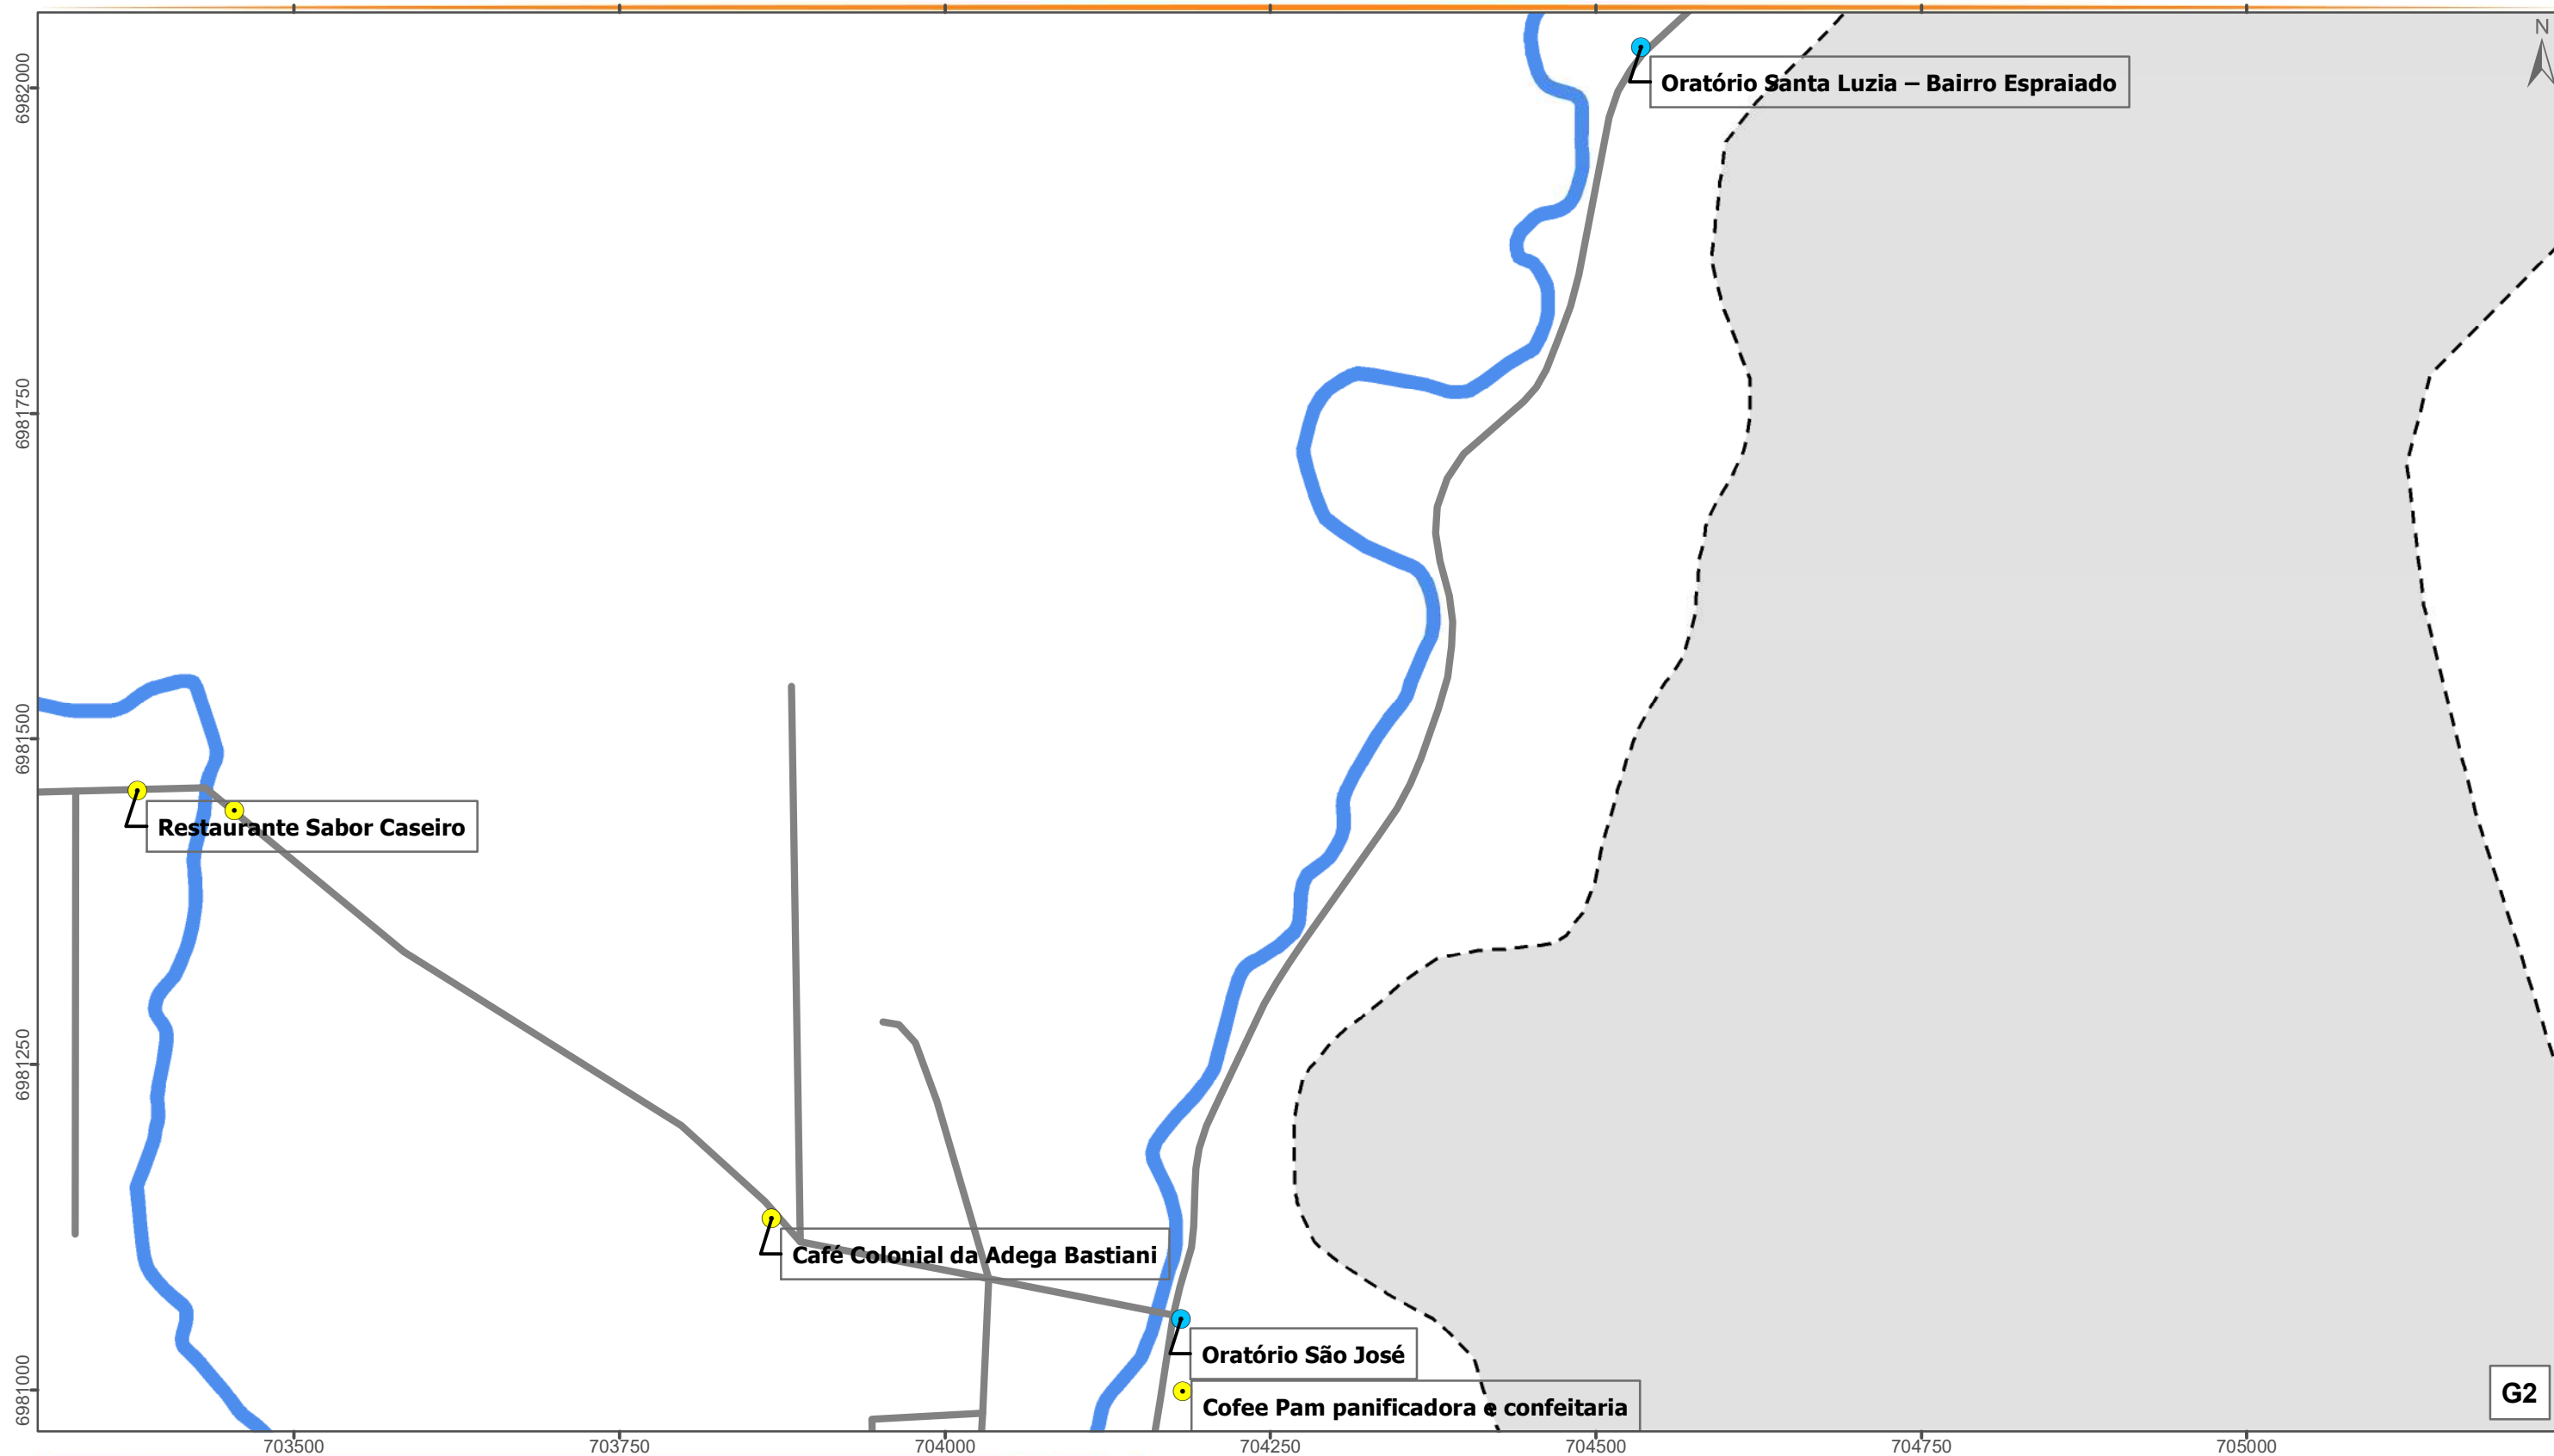 N
6982000
Oratório Santa Luzia – Bairro Espraiado
6981750
6981500
Restaurante Sabor Caseiro
6981250
Café Colonial da Adega Bastiani
Oratório São José
6981000
Cofee Pam panificadora e confeitaria
G2
703500
703750
704000
704250
704500
704750
705000